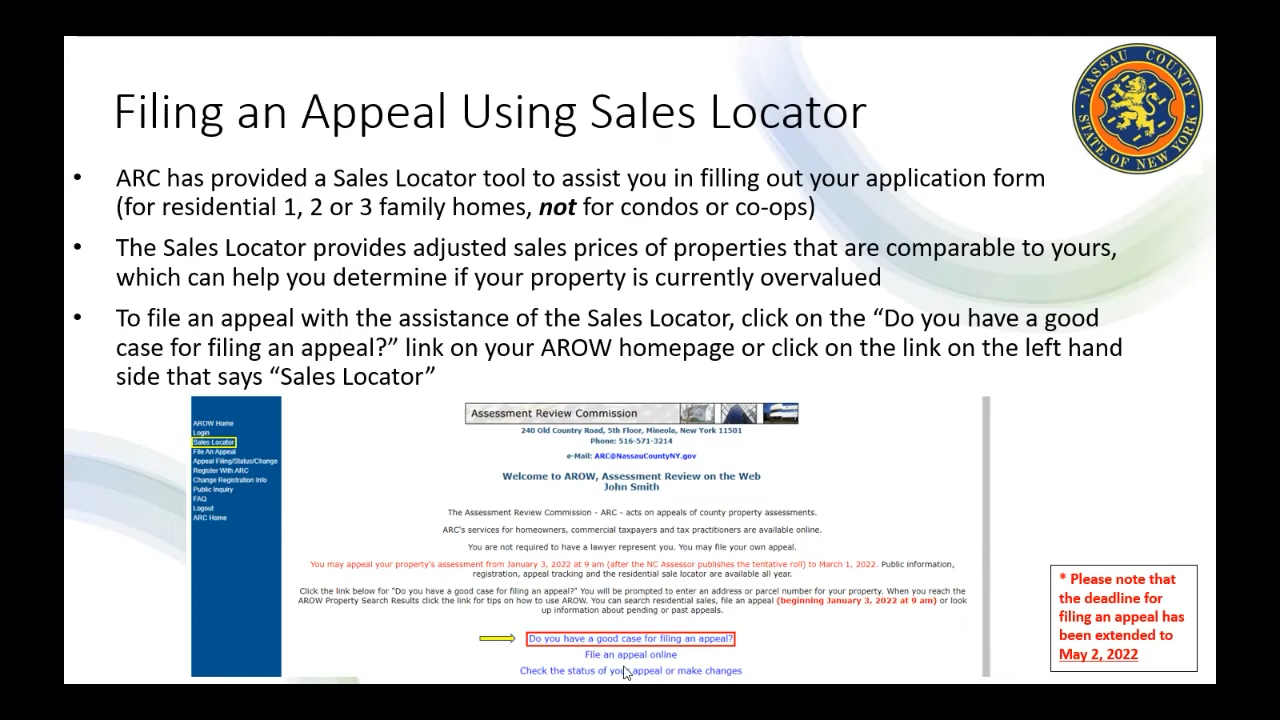 Filing an Appeal Using Sales Locator
NASSAU COUNTY
STATE OF NEW YORK
• ARC has provided a Sales Locator tool to assist you in filling out your application form
(for residential 1, 2 or 3 family homes, not for condos or co-ops)
• The Sales Locator provides adjusted sales prices of properties that are comparable to yours,
which can help you determine if your property is currently overvalued
• To file an appeal with the assistance of the Sales Locator, click on the “Do you have a good
case for filing an appeal?” link on your AROW homepage or click on the link on the left hand
side that says “Sales Locator”
AROW Home
Login
Sales Locator
File An Appeal
Appeal Filing/Status/Change
Register With ARC
Change Registration Info
Public Inquiry
FAQ
Logout
ARC Home
Assessment Review Commission
240 Old Country Road, 5th Floor, Mineola, New York 11501
Phone: 516-571-3214
e-Mail: ARC@NassauCountyNY.gov
Welcome to AROW, Assessment Review on the Web
John Smith
The Assessment Review Commission - ARC - acts on appeals of county property assessments.
ARC's services for homeowners, commercial taxpayers and tax practitioners are available online.
You are not required to have a lawyer represent you. You may file your own appeal.
You may appeal your property's assessment from January 3, 2022 at 9 am (after the NC Assessor publishes the tentative roll) to March 1, 2022. Public information,
registration, appeal tracking and the residential sale locator are available all year.
Click the link below for "Do you have a good case for filing an appeal?" You will be prompted to enter an address or parcel number for your property. When you reach the
AROW Property Search Results click the link for tips on how to use AROW. You can search residential sales, file an appeal (beginning January 3, 2022 at 9 am) or look
up information about pending or past appeals.
Do you have a good case for filing an appeal?
File an appeal online
Check the status of your appeal or make changes
* Please note that
the deadline for
filing an appeal has
been extended to
May 2, 2022